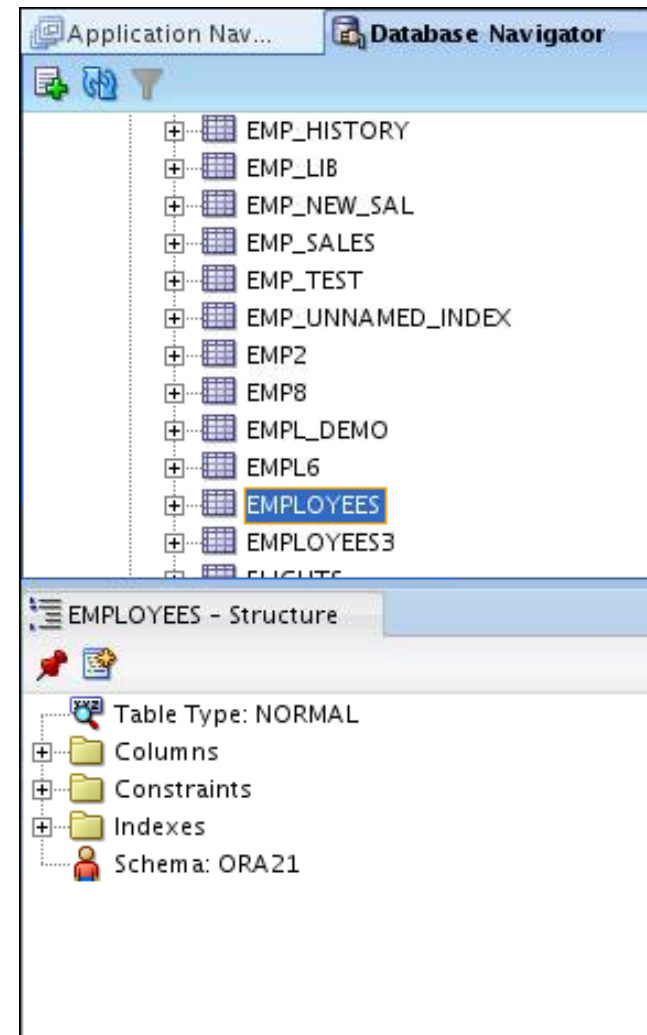 Application Nav...
Database Navigator
EMP_HISTORY
EMP_LIB
EMP_NEW_SAL
EMP_SALES
EMP_TEST
EMP_UNNAMED_INDEX
EMP2
EMP8
EMPL_DEMO
EMPL6
EMPLOYEES
EMPLOYEES3
EMPLOYEES - Structure
Table Type: NORMAL
Columns
Constraints
Indexes
Schema: ORA21